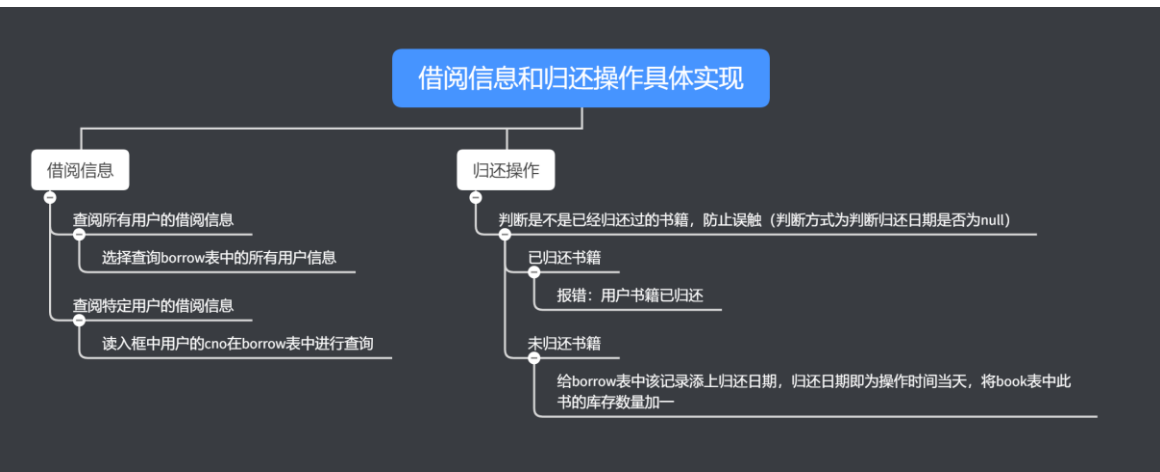 借阅信息和归还操作具体实现
借阅信息
查阅所有用户的借阅信息
选择查询borrow表中的所有用户信息
查阅特定用户的借阅信息
读入框中用户的cno在borrow表中进行查询
归还操作
判断是不是已经归还过的书籍，防止误触（判断方式为判断归还日期是否为null）
已归还书籍
报错：用户书籍已归还
未归还书籍
给borrow表中该记录添上归还日期，归还日期即为操作时间当天，将book表中此
书的库存数量加一